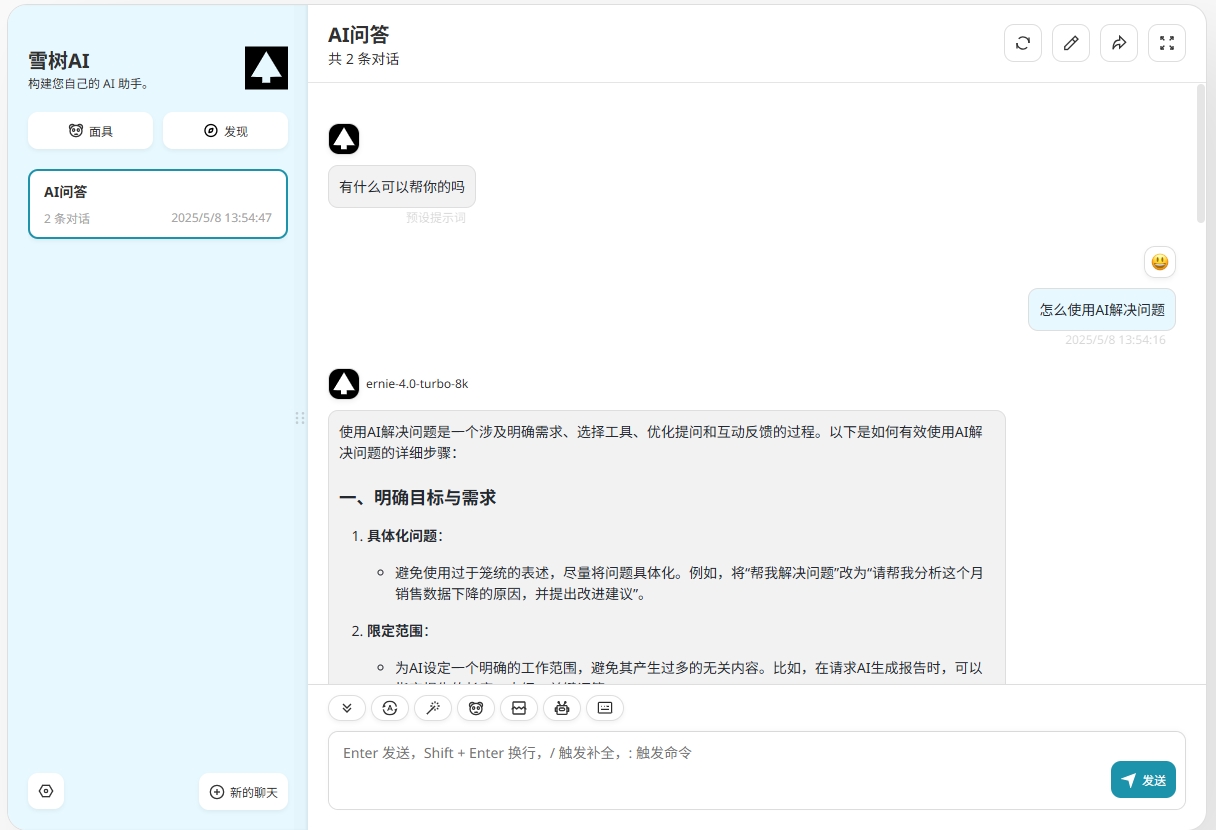 雪树AI
构建您自己的 AI 助手。
面具
发现
AI问答
2 条对话
2025/5/8 13:54:47
新的聊天
AI问答
共 2 条对话
有什么可以帮你的吗
预设提示词
怎么使用AI解决问题
2025/5/8 13:54:16
ernie-4.0-turbo-8k
使用AI解决问题是一个涉及明确需求、选择工具、优化提问和互动反馈的过程。以下是如何有效使用AI解
决问题的详细步骤：
一、明确目标与需求
1. 具体化问题：
避免使用过于笼统的表述，尽量将问题具体化。例如，将“帮我解决问题”改为“请帮我分析这个月
销售数据下降的原因，并提出改进建议”。
2. 限定范围：
为AI设定一个明确的工作范围，避免其产生过多的无关内容。比如，在请求AI生成报告时，可以
Enter 发送，Shift + Enter 换行，/ 触发补全，: 触发命令
发送